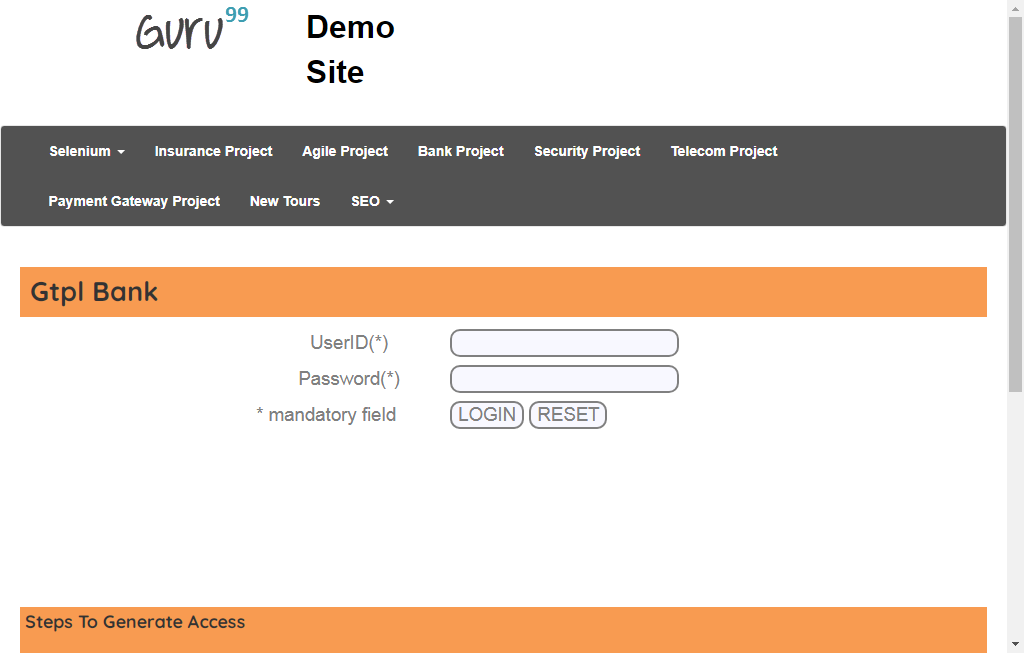 Guru99
Demo
Site
Selenium Insurance Project Agile Project Bank Project Security Project Telecom Project
Payment Gateway Project New Tours SEO
Gtpl Bank
UserID(*)
Password(*)
* mandatory field LOGIN RESET
Steps To Generate Access